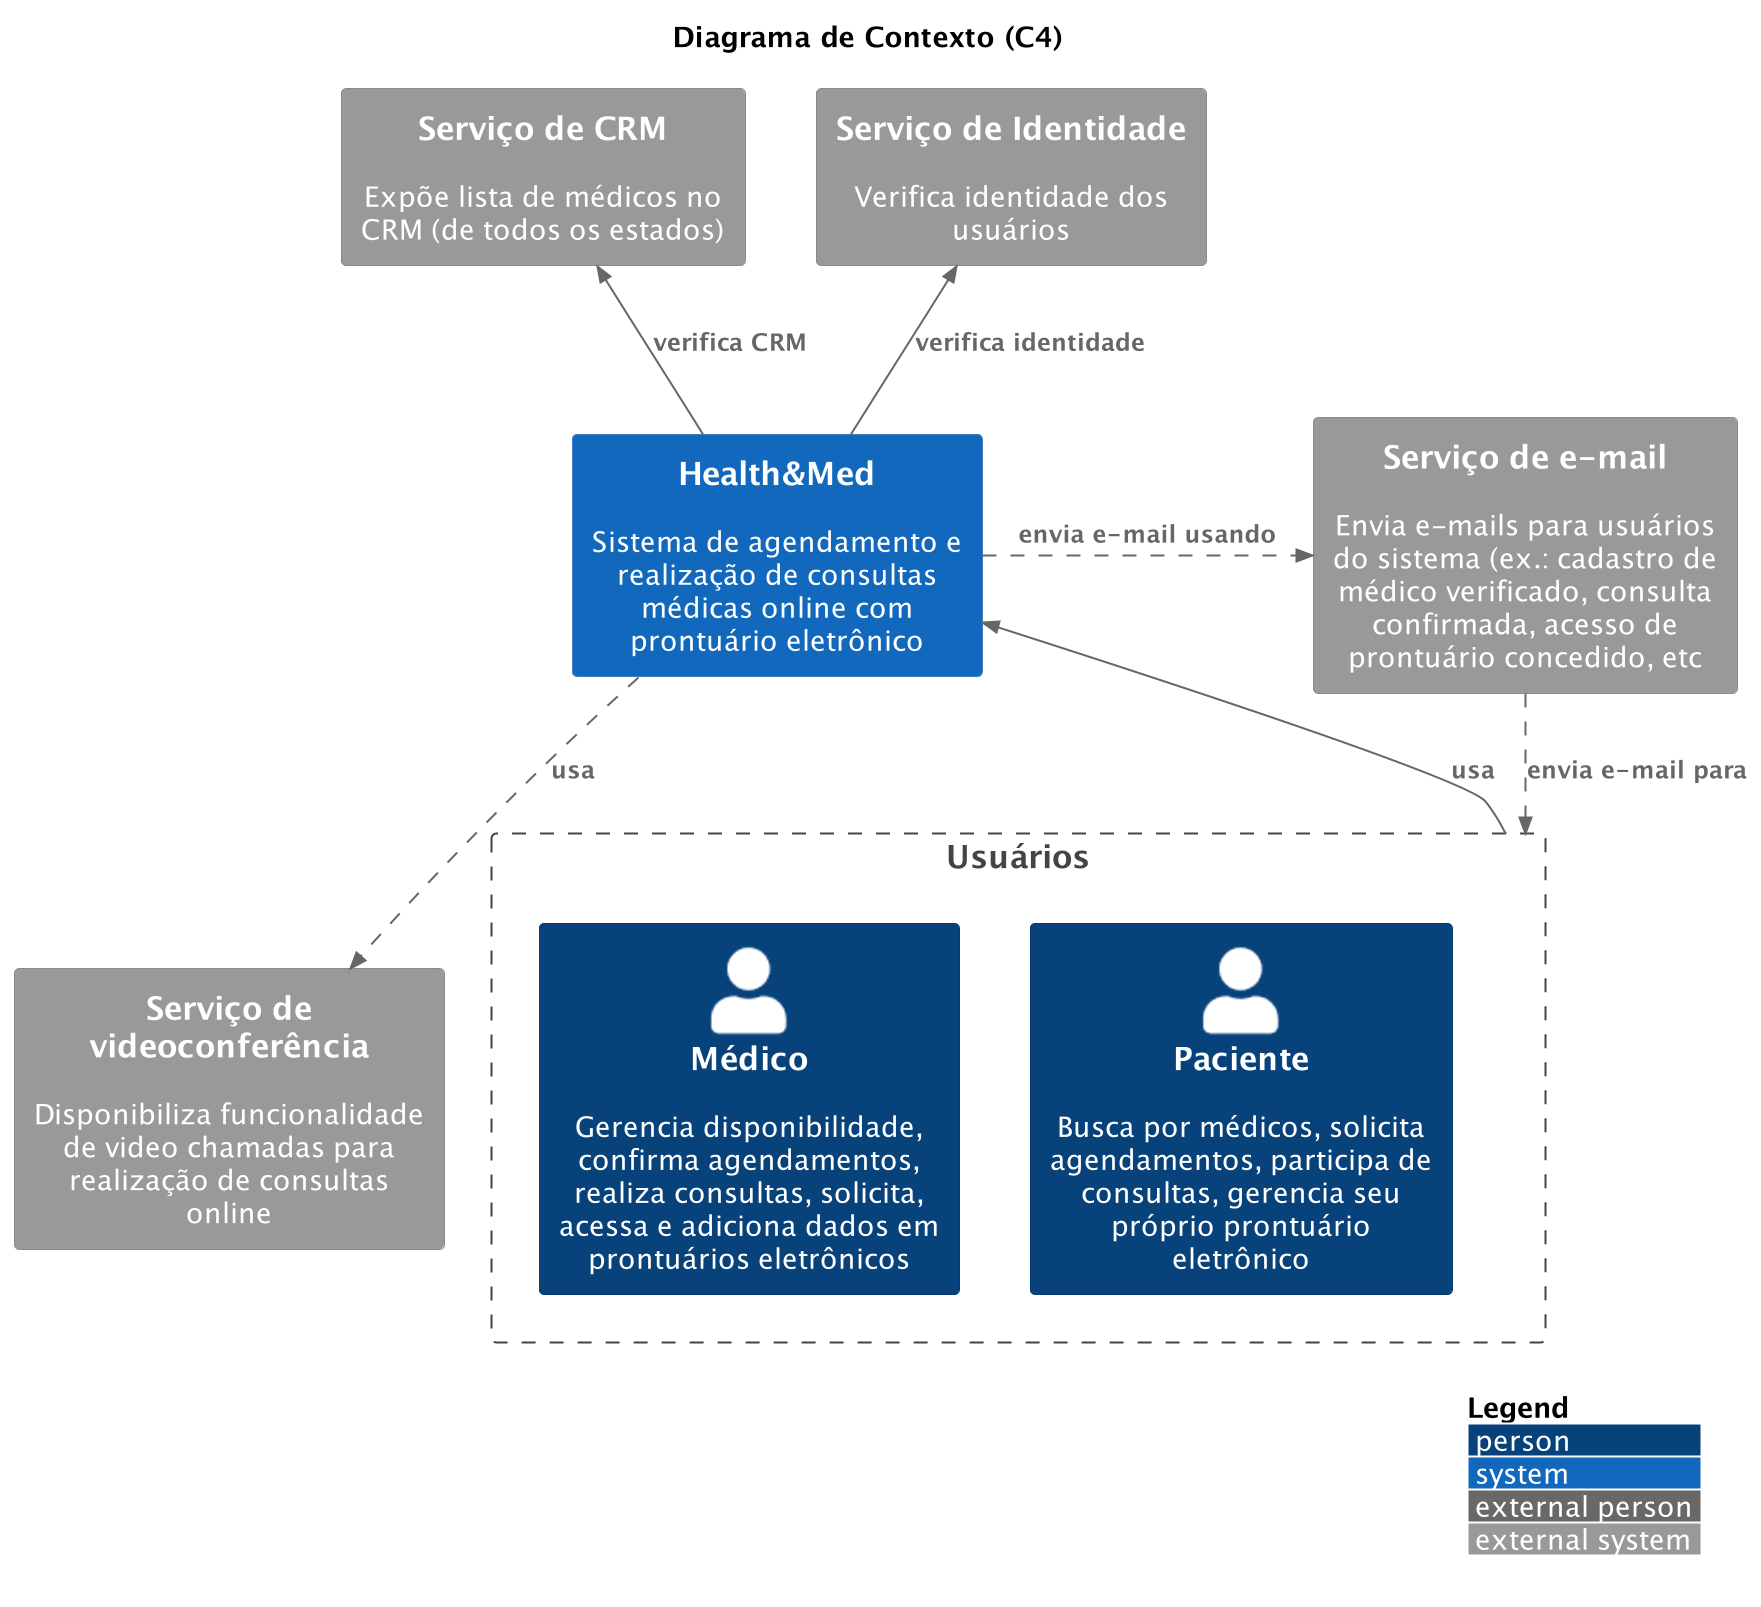 Diagrama de Contexto (C4)
Serviço de CRM
Expõe lista de médicos no
CRM (de todos os estados)
Serviço de Identidade
Verifica identidade dos
usuários
verifica CRM
verifica identidade
Health&Med
Sistema de agendamento e
realização de consultas
médicas online com
prontuário eletrônico
envia e-mail usando
Serviço de e-mail
Envia e-mails para usuários
do sistema (ex.: cadastro de
médico verificado, consulta
confirmada, acesso de
prontuário concedido, etc
usa
usa
envia e-mail para
Usuários
Serviço de
videoconferência
Disponibiliza funcionalidade
de video chamadas para
realização de consultas
online
Médico
Gerencia disponibilidade,
confirma agendamentos,
realiza consultas, solicita,
acessa e adiciona dados em
prontuários eletrônicos
Paciente
Busca por médicos, solicita
agendamentos, participa de
consultas, gerencia seu
próprio prontuário
eletrônico
Legend
person
system
external person
external system